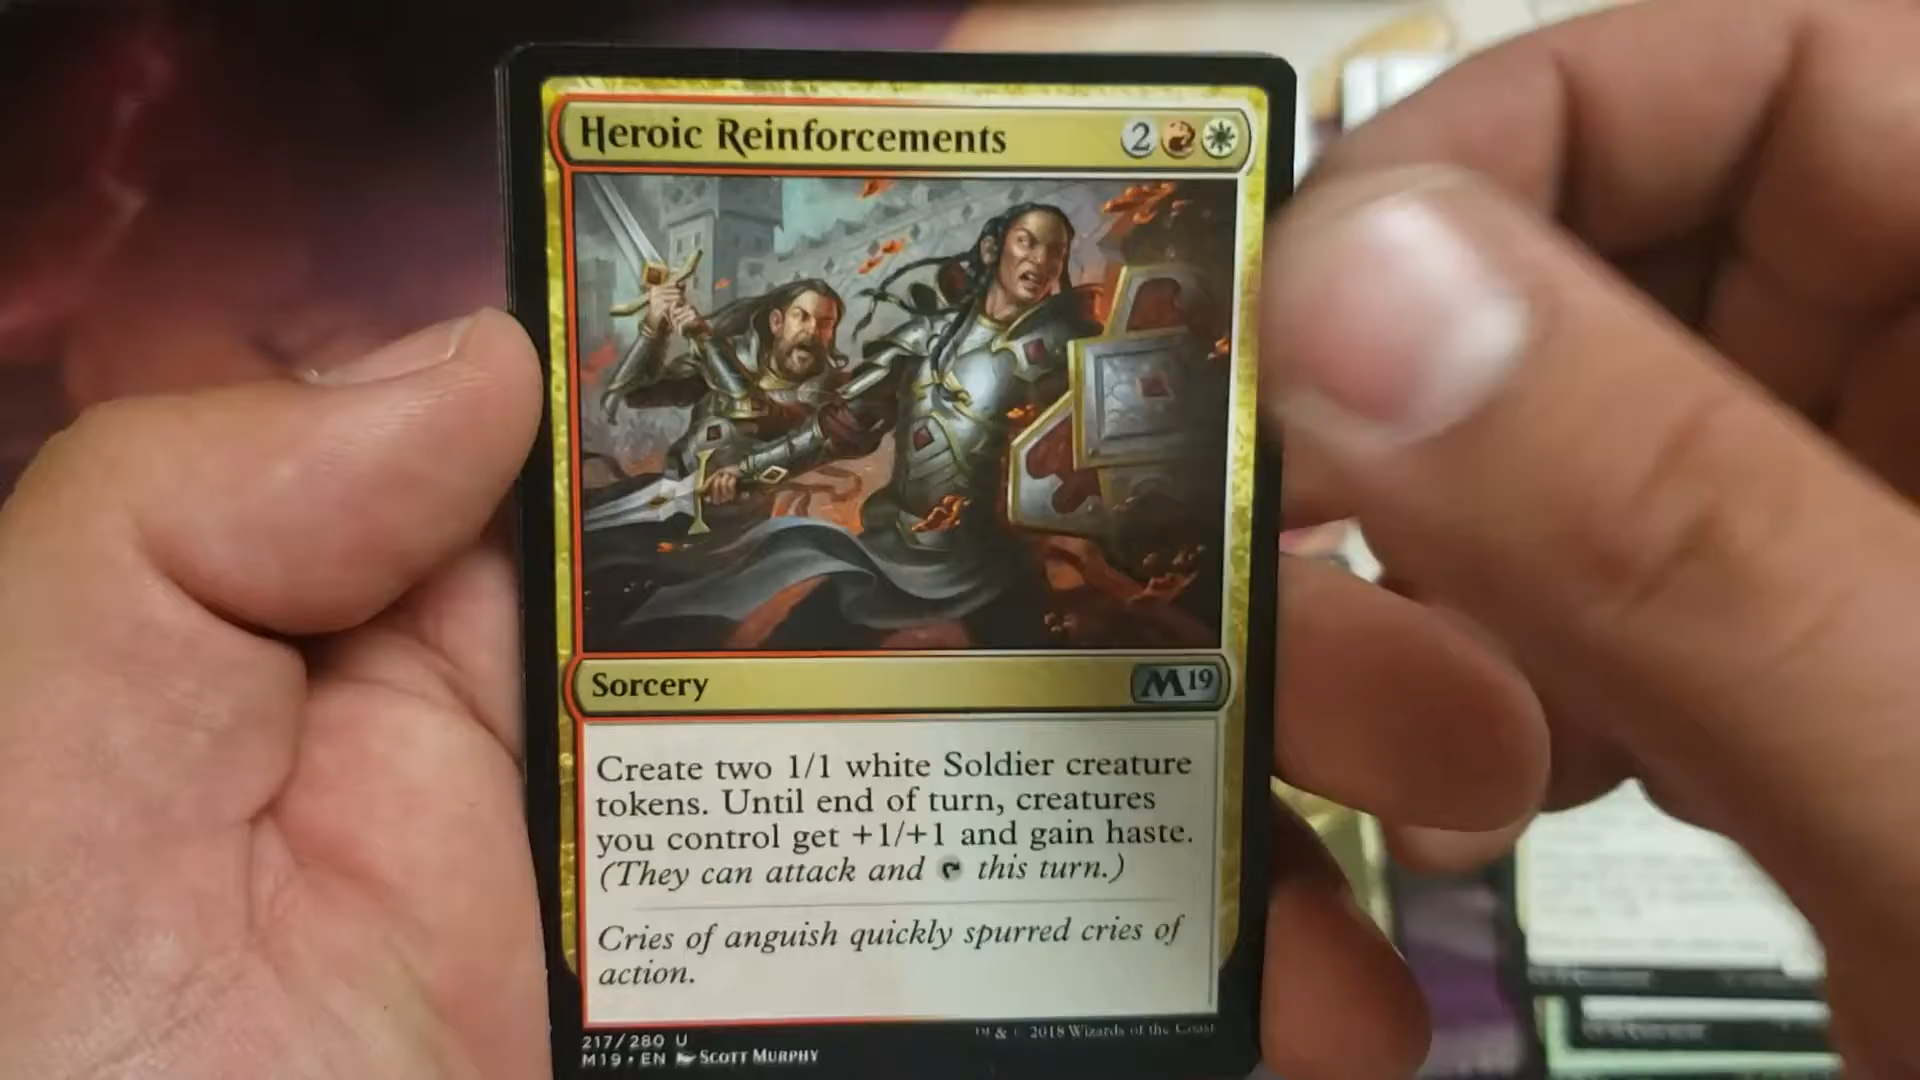 Heroic Reinforcements 2
Sorcery M19
Create two 1/1 white Soldier creature
tokens. Until end of turn, creatures
you control get +1/+1 and gain haste.
(They can attack and this turn.)
Cries of anguish quickly spurred cries of
action.
217/280 U
M19 • EN Scott Murphy
™ & © 2018 Wizards of the Coast